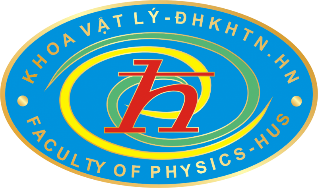 KHOA VẬT LÝ-ĐHKHTN-HN
ħ
FACULTY OF PHYSICS-HUS